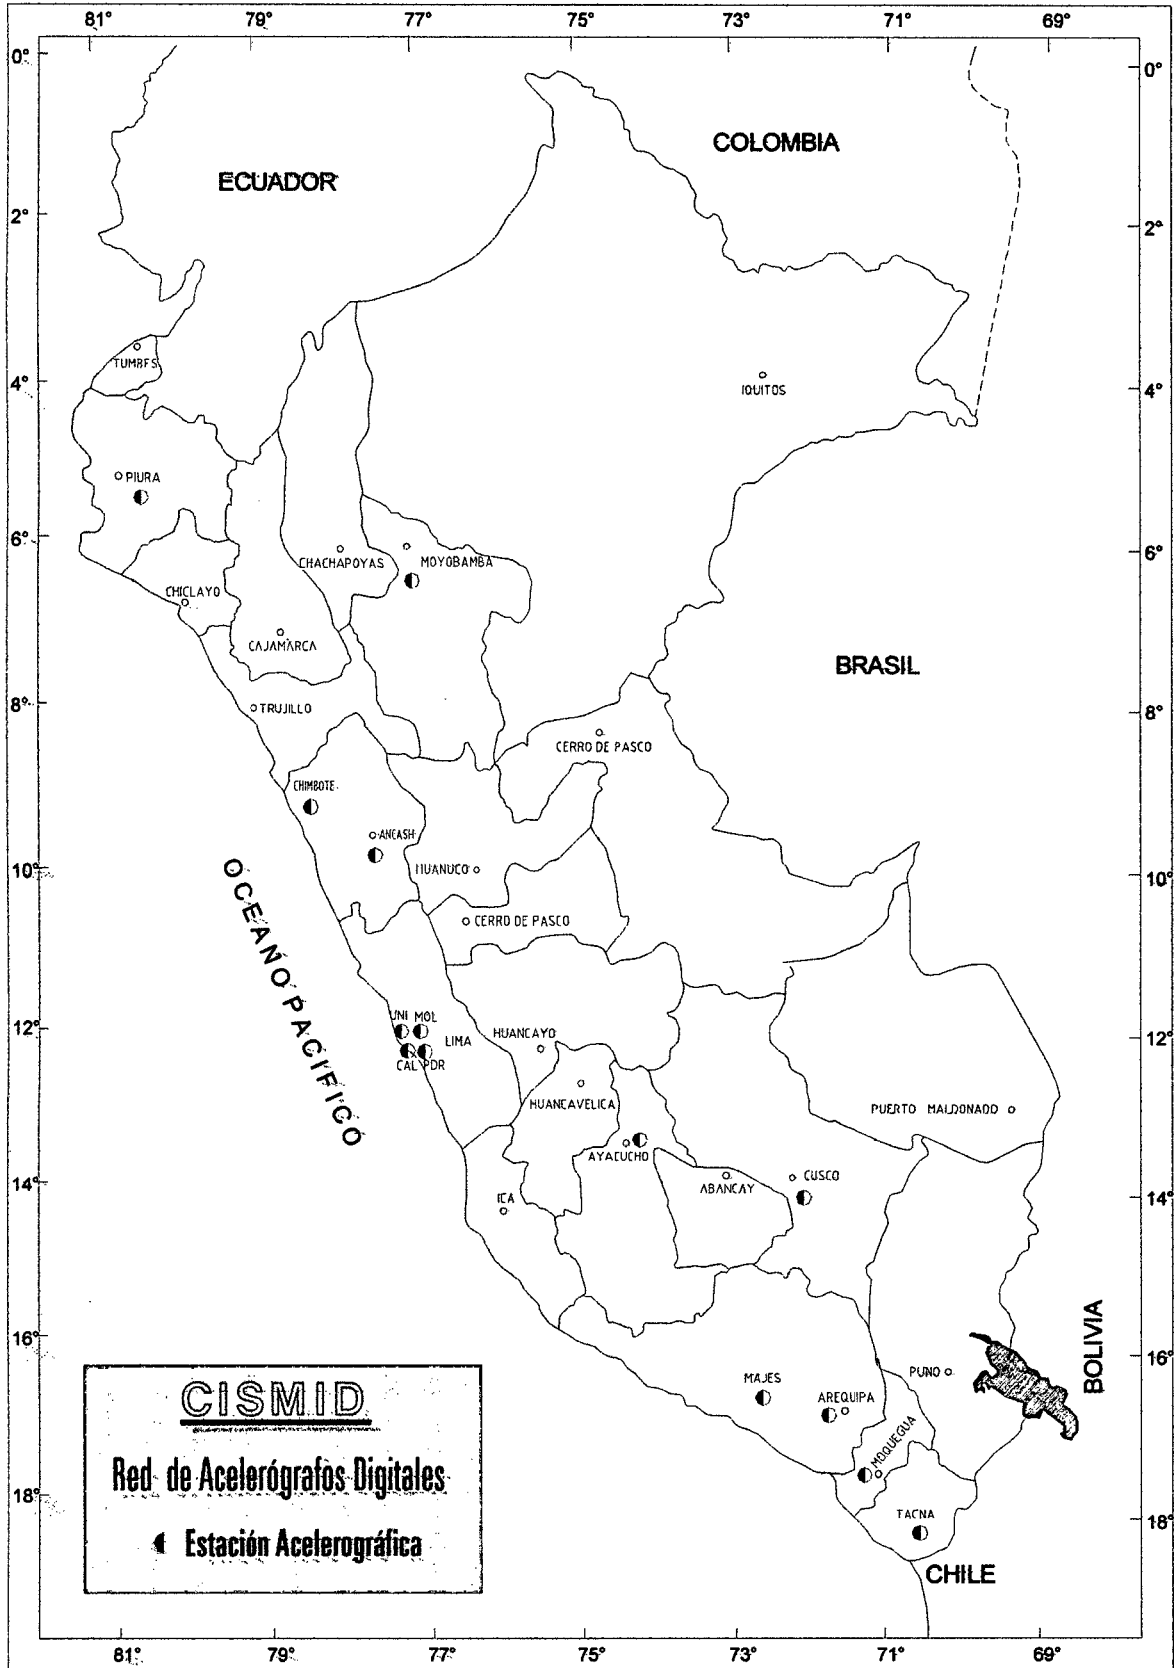 81° 79° 77° 75° 73° 71° 69°
0° 0°
COLOMBIA
ECUADOR
2° 2°
TUMBES
4° IQUITOS 4°
PIURA
6° 6°
CHACHAPOYAS MOYOBAMBA
CHICLAYO
CAJAMARCA
BRASIL
8° TRUJILLO 8°
CERRO DE PASCO
CHIMBOTE
ANCASH
10° HUANUCO 10°
OCEANO PACIFICO
CERRO DE PASCO
UNI MOL
12° LIMA HUANCAYO 12°
CAL PDR
HUANCAVELICA PUERTO MALDONADO
AYACUCHO
14° ICA ABANCAY CUSCO 14°
BOLIVIA
16° PUNO 16°
MAJES AREQUIPA
MOQUEGUA
CISMID
Red de Acelerógrafos Digitales
18° TACNA 18°
Estación Acelerográfica
CHILE
81° 79° 77° 75° 73° 71° 69°